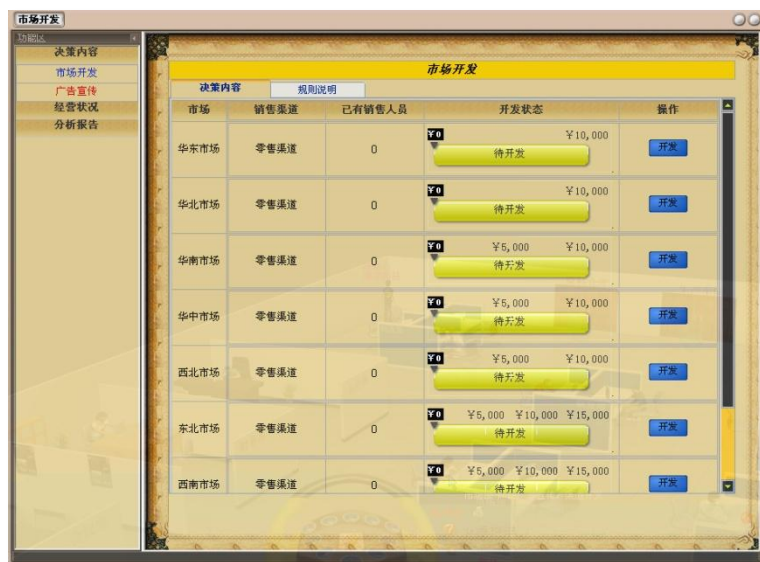 市场开发
功能区
决策内容
市场开发
广告宣传
经营状况
分析报告
市场开发
决策内容 规则说明
市场 销售渠道 已有销售人员 开发状态 操作
¥0 ¥10,000
华东市场 零售渠道 0 待开发 开发
¥0 ¥10,000
华北市场 零售渠道 0 待开发 开发
¥0 ¥5,000 ¥10,000
华南市场 零售渠道 0 待开发 开发
¥0 ¥5,000 ¥10,000
华中市场 零售渠道 0 待开发 开发
¥0 ¥5,000 ¥10,000
西北市场 零售渠道 0 待开发 开发
¥0 ¥5,000 ¥10,000 ¥15,000
东北市场 零售渠道 0 待开发 开发
¥0 ¥5,000 ¥10,000 ¥15,000
西南市场 零售渠道 0 待开发 开发